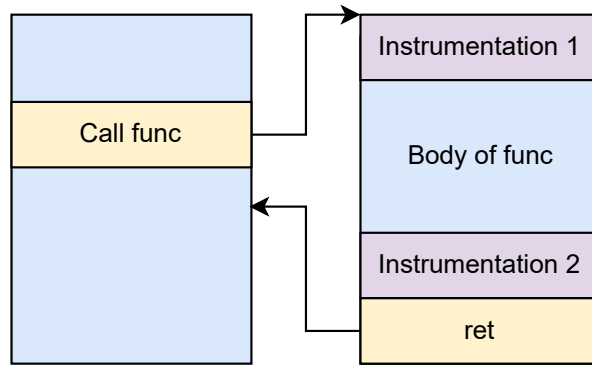 Call func
Instrumentation 1
Body of func
Instrumentation 2
ret